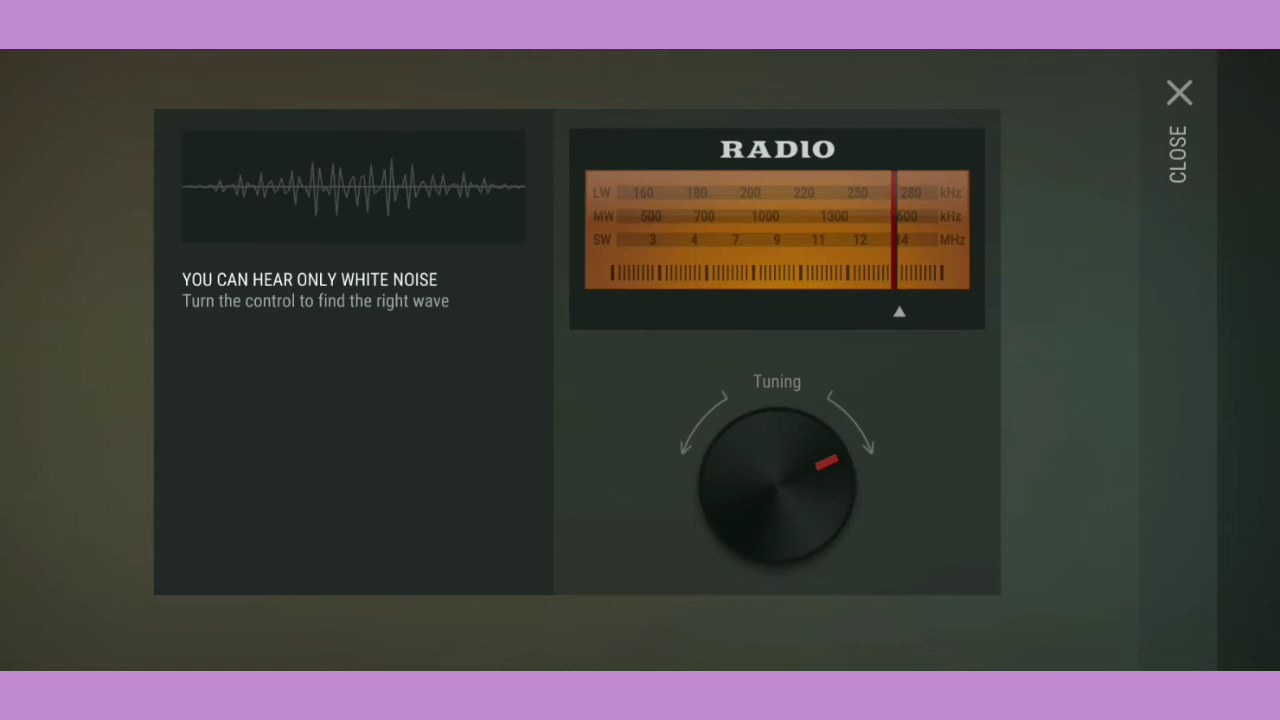 YOU CAN HEAR ONLY WHITE NOISE
Turn the control to find the right wave
RADIO
LW 160 180 200 220 250 280 kHz
MW 500 700 1000 1300 600 kHz
SW 3 4 7 9 11 12 14 MHz
Tuning
CLOSE